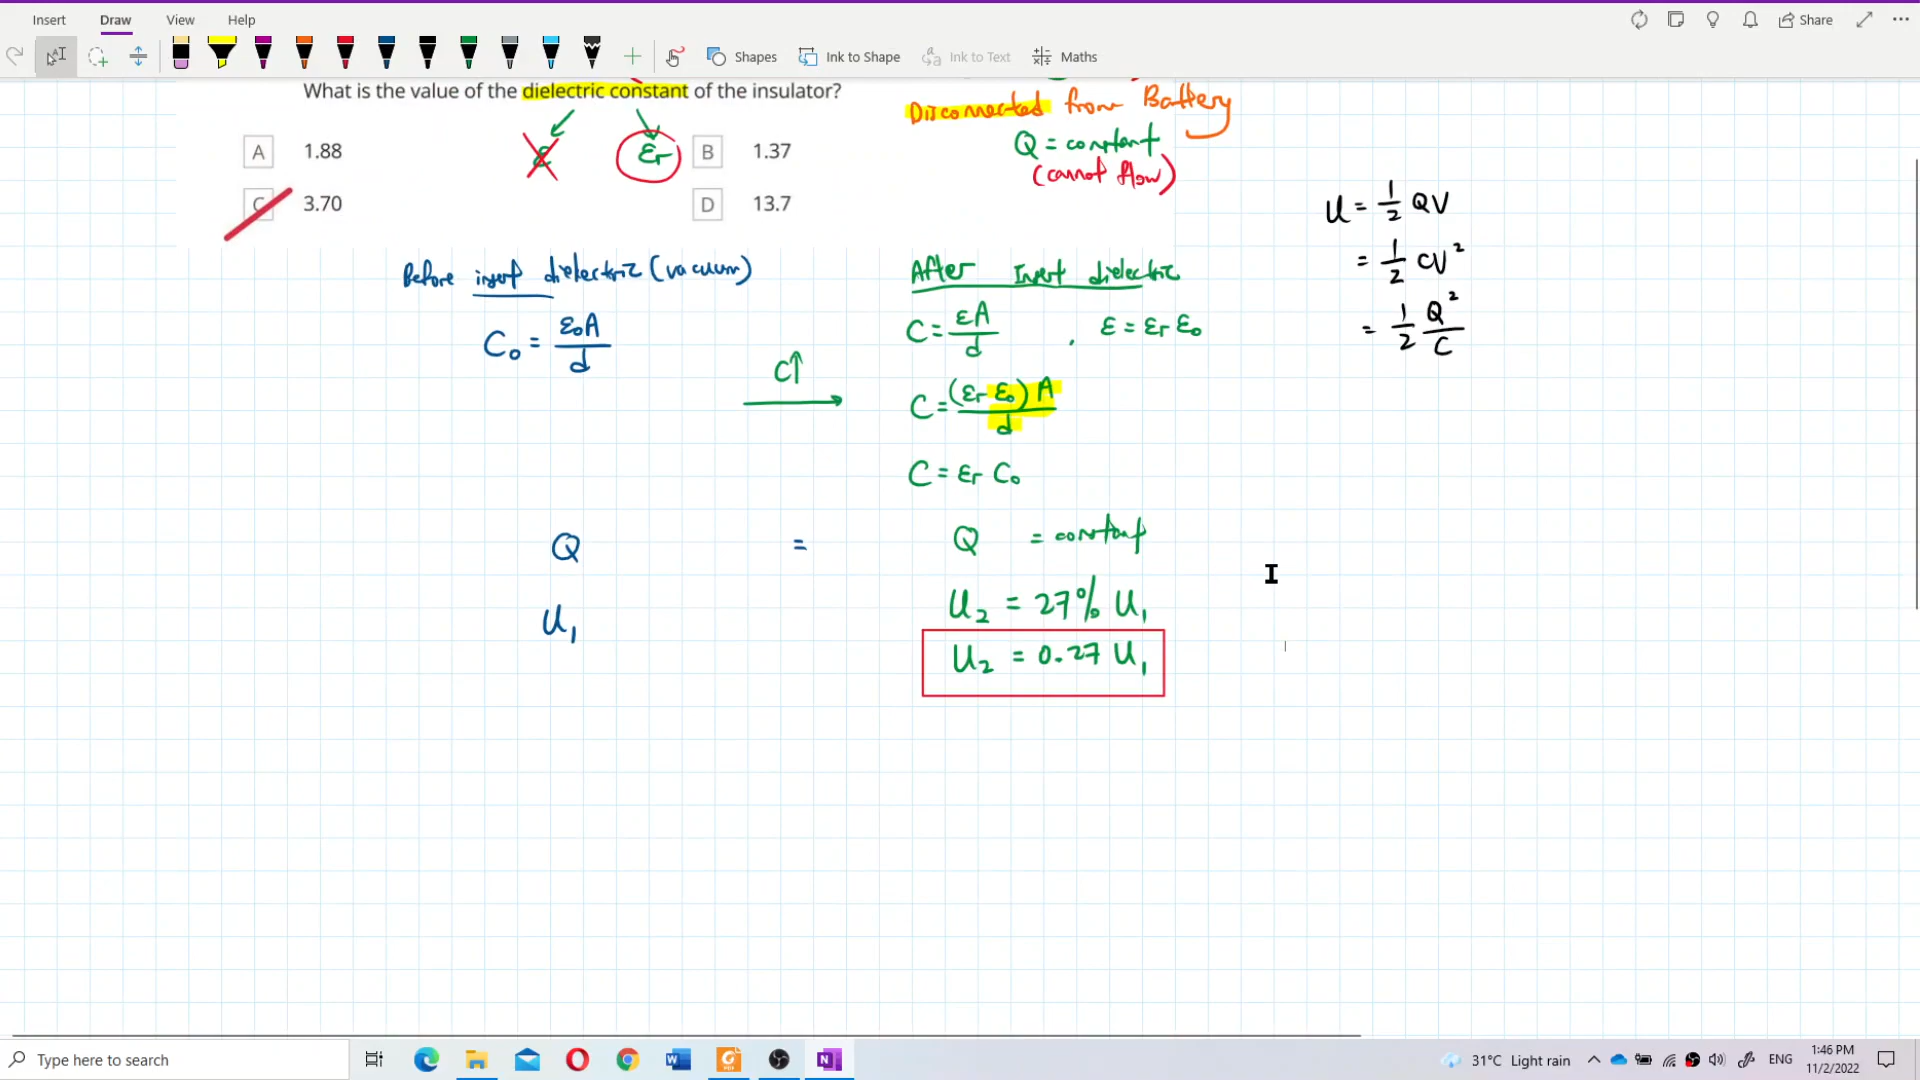 Insert Draw View Help
Share
Shapes Ink to Shape Ink to Text Maths
What is the value of the dielectric constant of the insulator?
A 1.88
B 1.37
C 3.70
D 13.7
ε εr
Disconnected from Battery
Q = constant
(cannot flow)
U = 1/2 QV
= 1/2 CV²
= 1/2 Q²/C
Before insert dielectric (vacuum)
C₀ = ε₀A/d
C↑
After Insert dielectric
C = εA/d , ε = εr ε₀
C = (εr ε₀) A/d
C = εr C₀
Q = Q = constant
U₁
U₂ = 27% U₁
U₂ = 0.27 U₁
Type here to search
31°C Light rain
ENG
1:46 PM
11/2/2022